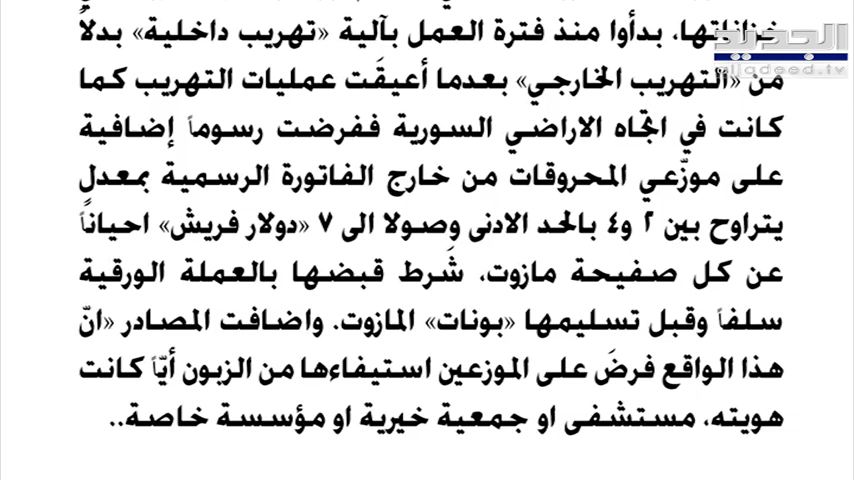 خزاناتها، بدأوا منذ فترة العمل بآلية «تهريب داخلية» بدلاً
من «التهريب الخارجي» بعدما أعيقَت عمليات التهريب كما
كانت في اتجاه الاراضي السورية ففرضت رسوماً إضافية
على موزّعي المحروقات من خارج الفاتورة الرسمية بمعدل
يتراوح بين ٢ و٤ بالحد الادنى وصولا الى ٧ «دولار فريش» احياناً
عن كل صفيحة مازوت، شَرط قبضها بالعملة الورقية
سلفاً وقبل تسليمها «بونات» المازوت. واضافت المصادر «انّ
هذا الواقع فرضَ على الموزعين استيفاءها من الزبون أيّاً كانت
هويته، مستشفى او جمعية خيرية او مؤسسة خاصة..
الجديد
aljadeed.tv